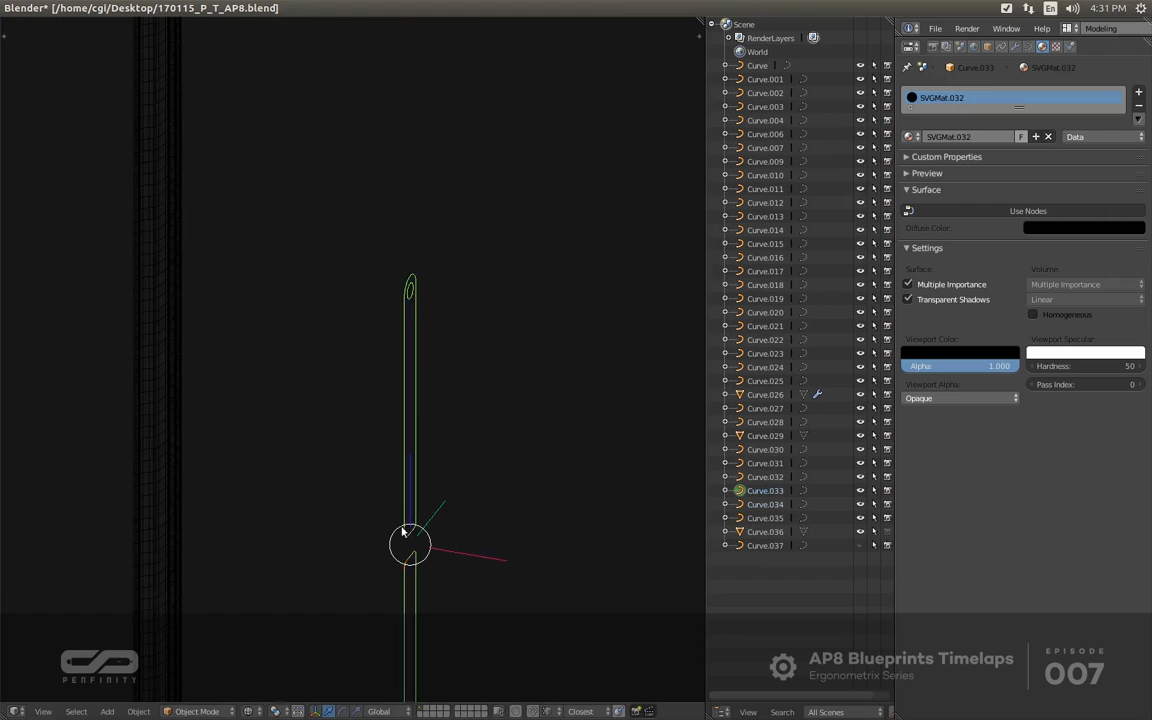 Blender* [/home/cgi/Desktop/170115_P_T_AP8.blend]
En
4:31 PM
Scene
RenderLayers
World
Curve
Curve.001
Curve.002
Curve.003
Curve.004
Curve.006
Curve.007
Curve.009
Curve.010
Curve.011
Curve.012
Curve.013
Curve.014
Curve.015
Curve.016
Curve.017
Curve.018
Curve.019
Curve.020
Curve.021
Curve.022
Curve.023
Curve.024
Curve.025
Curve.026
Curve.027
Curve.028
Curve.029
Curve.030
Curve.031
Curve.032
Curve.033
Curve.034
Curve.035
Curve.036
Curve.037
File Render Window Help Modeling
Curve.033 SVGMat.032
SVGMat.032
SVGMat.032 F Data
Custom Properties
Preview
Surface
Use Nodes
Diffuse Color:
Settings
Surface: Volume:
Multiple Importance Multiple Importance
Transparent Shadows Linear
Homogeneous
Viewport Color: Viewport Specular:
Alpha: 1.000 Hardness: 50
Viewport Alpha: Pass Index: 0
Opaque
PENFINITY
AP8 Blueprints Timelaps
Ergonometrix Series
EPISODE
007
View Select Add Object Object Mode Global Closest
View Search All Scenes